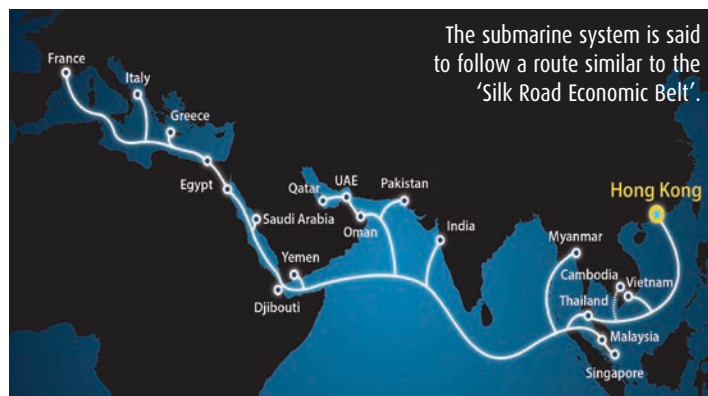 The submarine system is said
to follow a route similar to the
‘Silk Road Economic Belt’.
France
Italy
Greece
Egypt
Qatar
UAE
Pakistan
Saudi Arabia
Oman
India
Yemen
Djibouti
Hong Kong
Myanmar
Cambodia
Vietnam
Thailand
Malaysia
Singapore